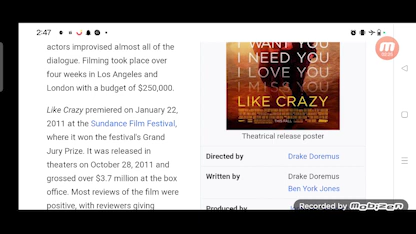 2:47
actors improvised almost all of the
dialogue. Filming took place over
four weeks in Los Angeles and
London with a budget of $250,000.
Like Crazy premiered on January 22,
2011 at the Sundance Film Festival,
where it won the festival's Grand
Jury Prize. It was released in
theaters on October 28, 2011 and
grossed over $3.7 million at the box
office. Most reviews of the film were
positive, with reviewers giving
I WANT YOU
I NEED YOU
I LOVE YOU
I MISS YOU
LIKE CRAZY
THIS FALL
Theatrical release poster
Directed by
Drake Doremus
Written by
Drake Doremus
Ben York Jones
Produced by
Recorded by
MOBIZEN